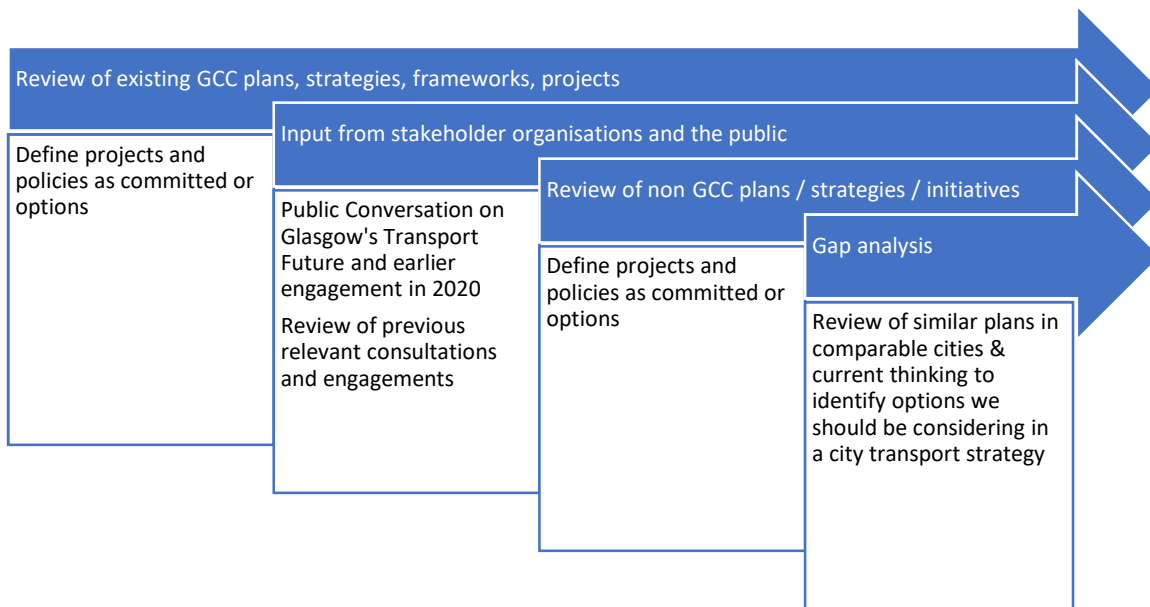 Review of existing GCC plans, strategies, frameworks, projects
Define projects and
policies as committed or
options
Input from stakeholder organisations and the public
Public Conversation on
Glasgow's Transport
Future and earlier
engagement in 2020
Review of previous
relevant consultations
and engagements
Review of non GCC plans / strategies / initiatives
Define projects and
policies as committed or
options
Gap analysis
Review of similar plans in
comparable cities &
current thinking to
identify options we
should be considering in
a city transport strategy